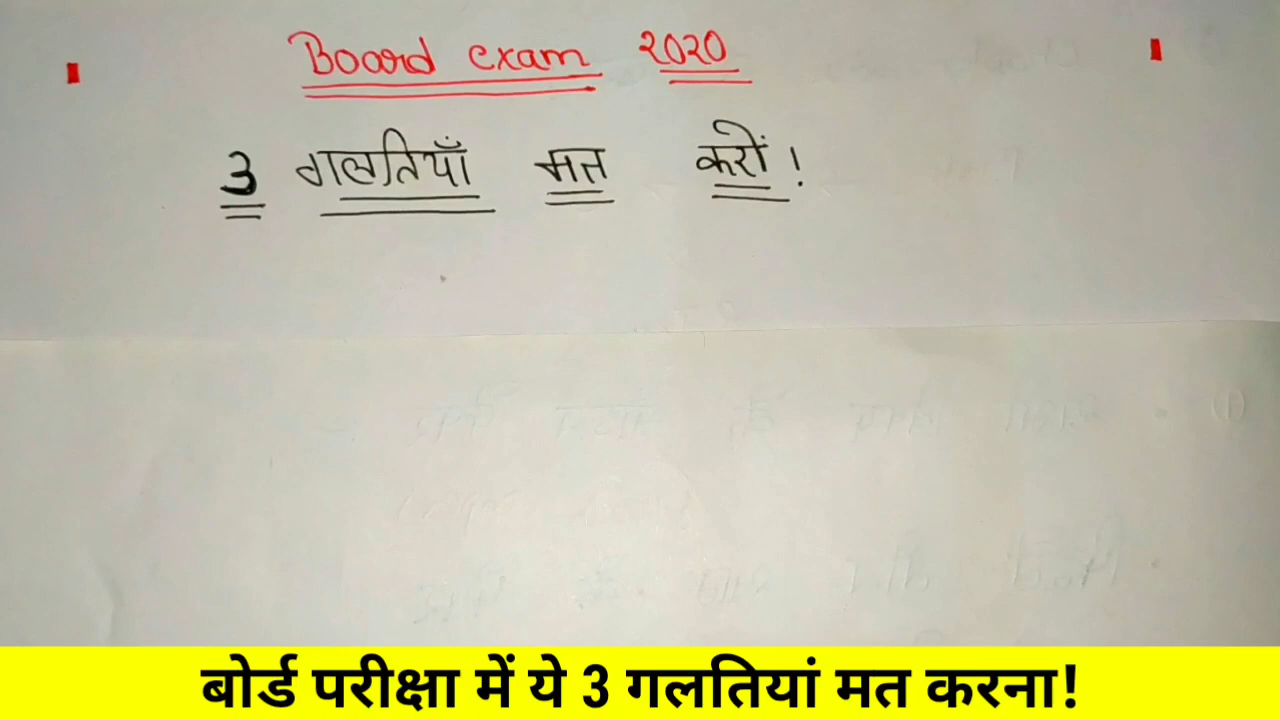 Board exam 2020
3 गलतियाँ मत करों!
बोर्ड परीक्षा में ये 3 गलतियां मत करना!